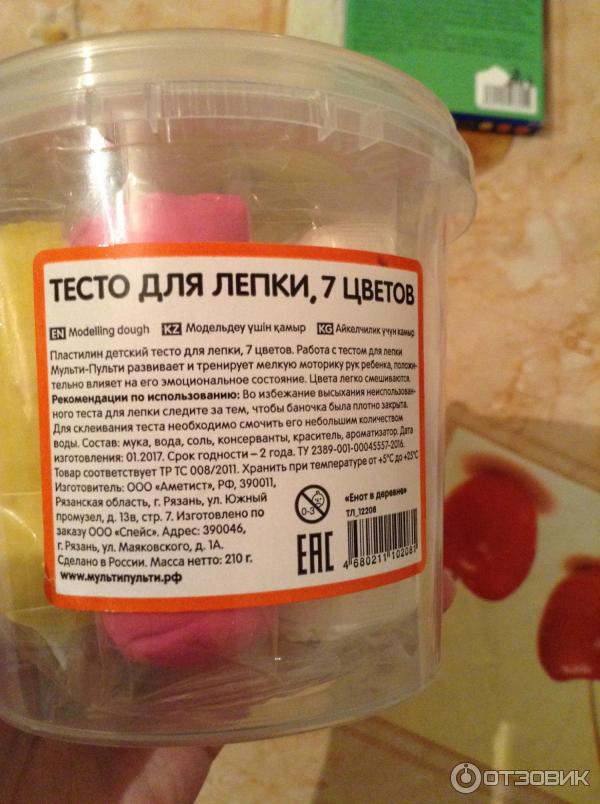 ТЕСТО ДЛЯ ЛЕПКИ, 7 ЦВЕТОВ
EN Modelling dough KZ Модельдеу үшін қамыр KG Айкелчилик үчүн камыр
Пластилин детский тесто для лепки, 7 цветов. Работа с тестом для лепки
Мульти-Пульти развивает и тренирует мелкую моторику рук ребенка, положи-
тельно влияет на его эмоциональное состояние. Цвета легко смешиваются.
Рекомендации по использованию: Во избежание высыхания неиспользован-
ного теста для лепки следите за тем, чтобы баночка была плотно закрыта.
Для склеивания теста необходимо смочить его небольшим количеством
воды. Состав: мука, вода, соль, консерванты, краситель, ароматизатор. Дата
изготовления: 01.2017. Срок годности – 2 года. ТУ 2389-001-00045557-2016.
Товар соответствует ТР ТС 008/2011. Хранить при температуре от +5°С до +25°С
Изготовитель: ООО «Аметист», РФ, 390011,
Рязанская область, г. Рязань, ул. Южный
промузел, д. 13в, стр. 7. Изготовлено по
заказу ООО «Спейс». Адрес: 390046,
г. Рязань, ул. Маяковского, д. 1А.
Сделано в России. Масса нетто: 210 г.
www.мультипульти.рф
0-3
EAC
«Енот в деревне»
ТЛ_12208
4 680211 102081
ОТЗОВИК